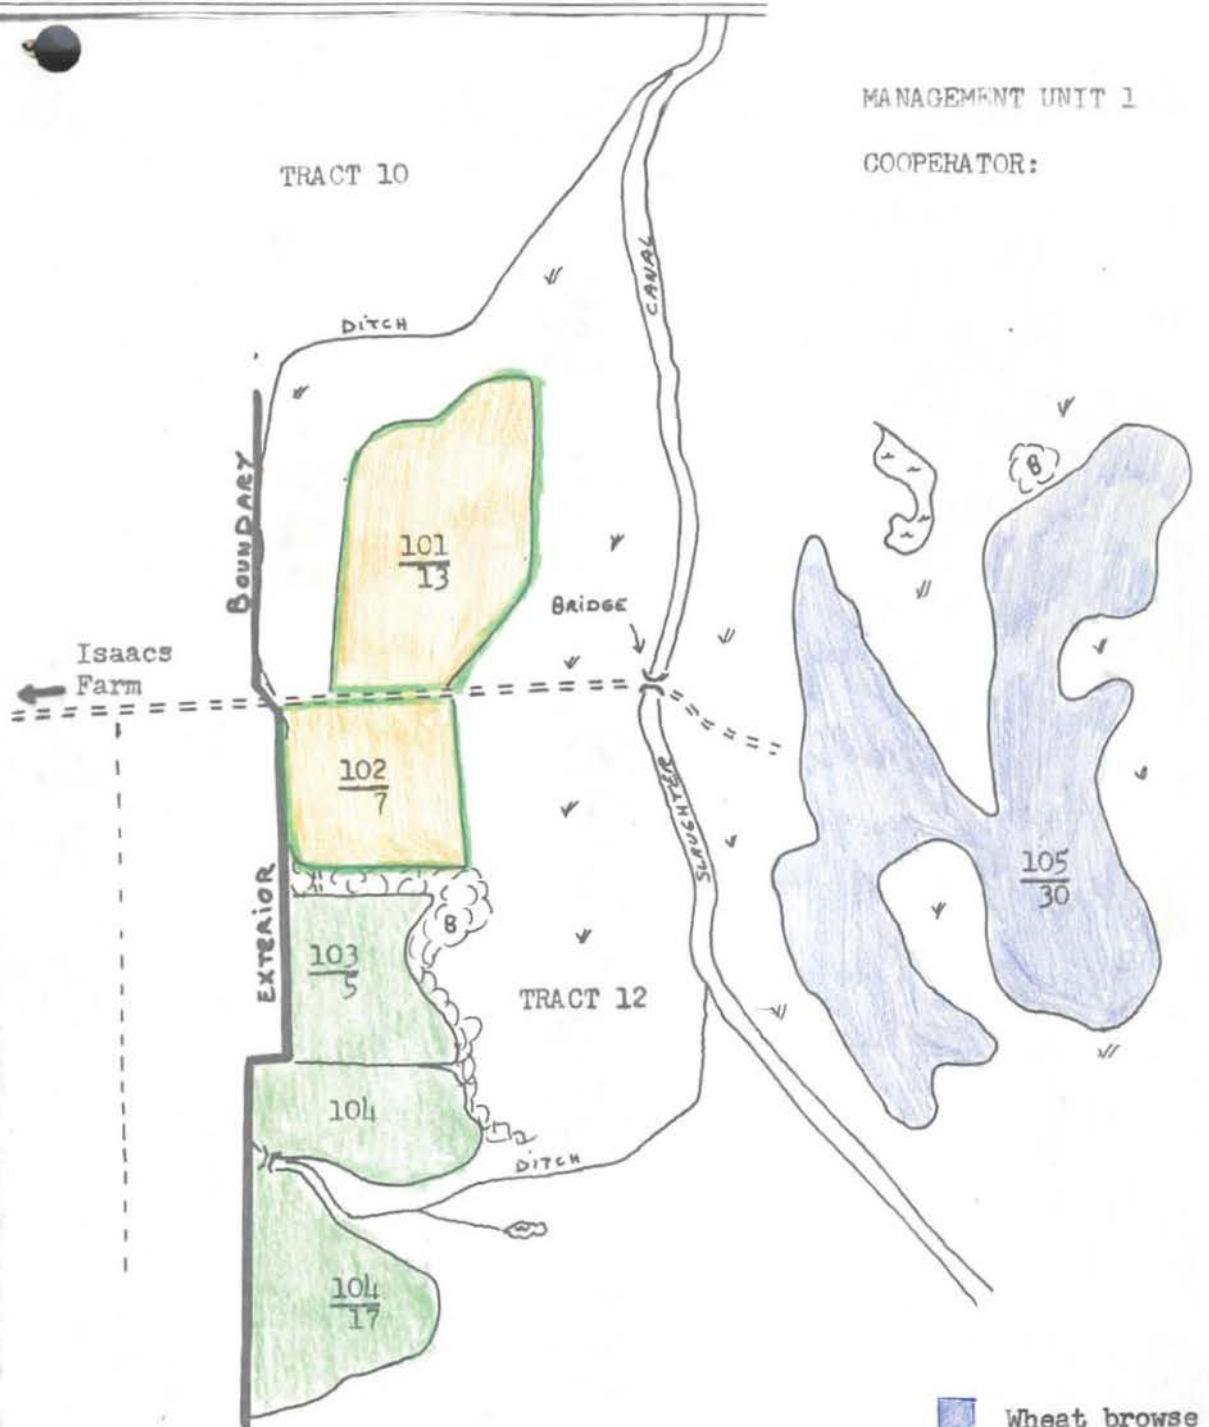 MANAGEMENT UNIT 1
COOPERATOR:
TRACT 10
CANAL
DITCH
BOUNDARY
B
101
13
BRIDGE
Isaacs
Farm
102
7
SLAUGHTER
105
30
EXTERIOR
B
103
5
TRACT 12
104
DITCH
104
17
Wheat browse